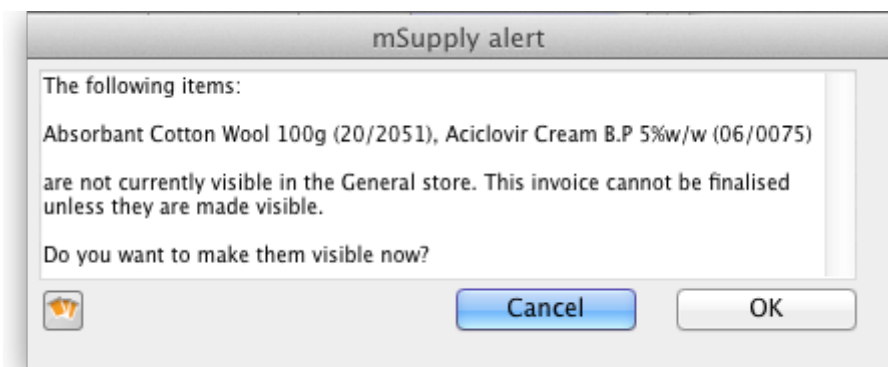 mSupply alert
The following items:
Absorbant Cotton Wool 100g (20/2051), Aciclovir Cream B.P 5%w/w (06/0075)
are not currently visible in the General store. This invoice cannot be finalised
unless they are made visible.
Do you want to make them visible now?
Cancel
OK